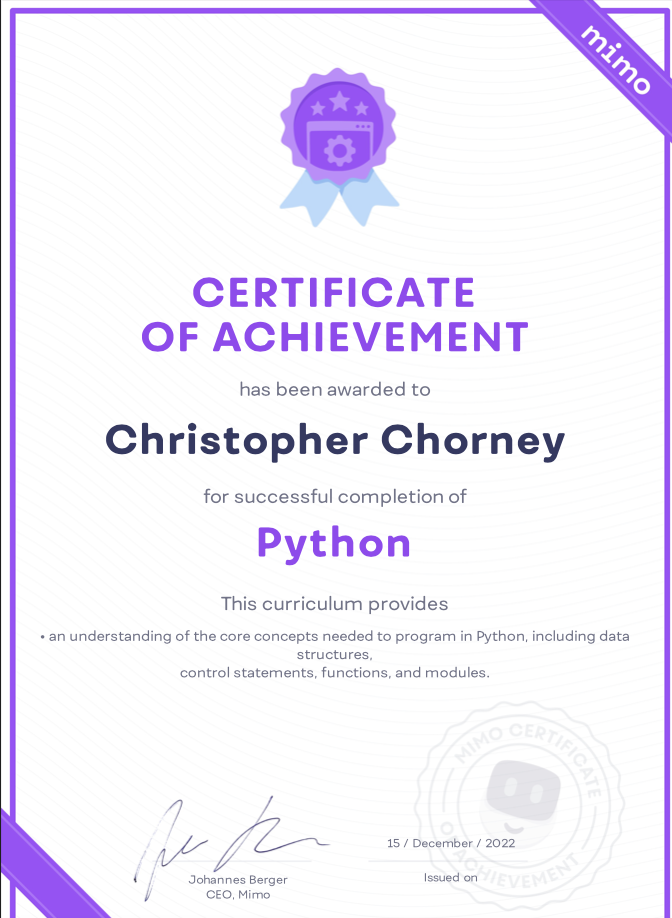 mimo
CERTIFICATE
OF ACHIEVEMENT
has been awarded to
Christopher Chorney
for successful completion of
Python
This curriculum provides
• an understanding of the core concepts needed to program in Python, including data
structures,
control statements, functions, and modules.
MIMO CERTIFICATE
OF ACHIEVEMENT
15 / December / 2022
Johannes Berger
CEO, Mimo
Issued on